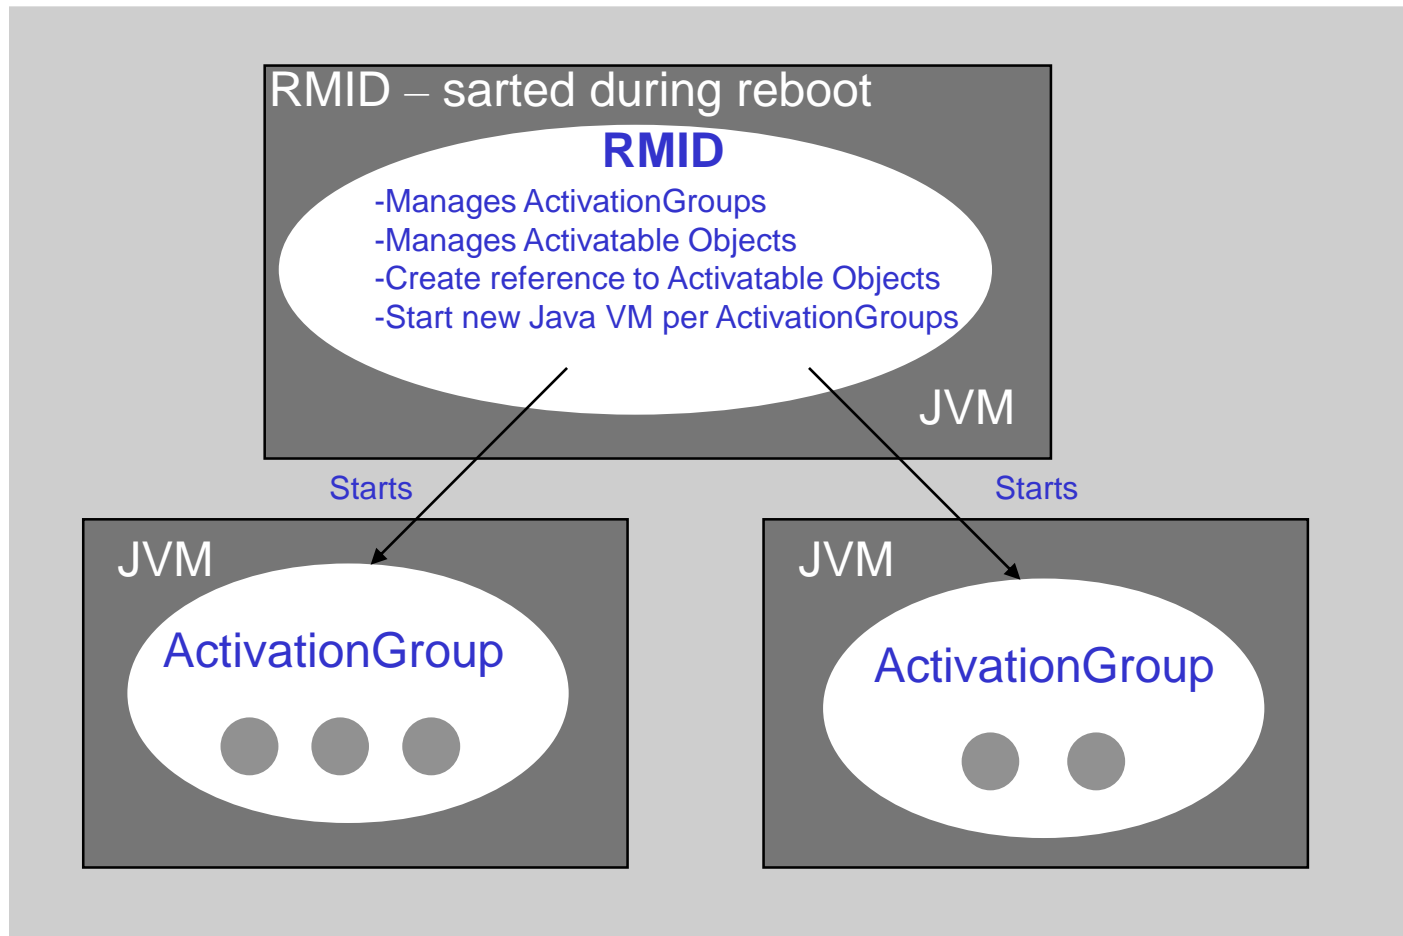 RMID – sarted during reboot
RMID
-Manages ActivationGroups
-Manages Activatable Objects
-Create reference to Activatable Objects
-Start new Java VM per ActivationGroups
JVM
Starts
Starts
JVM
JVM
ActivationGroup
ActivationGroup